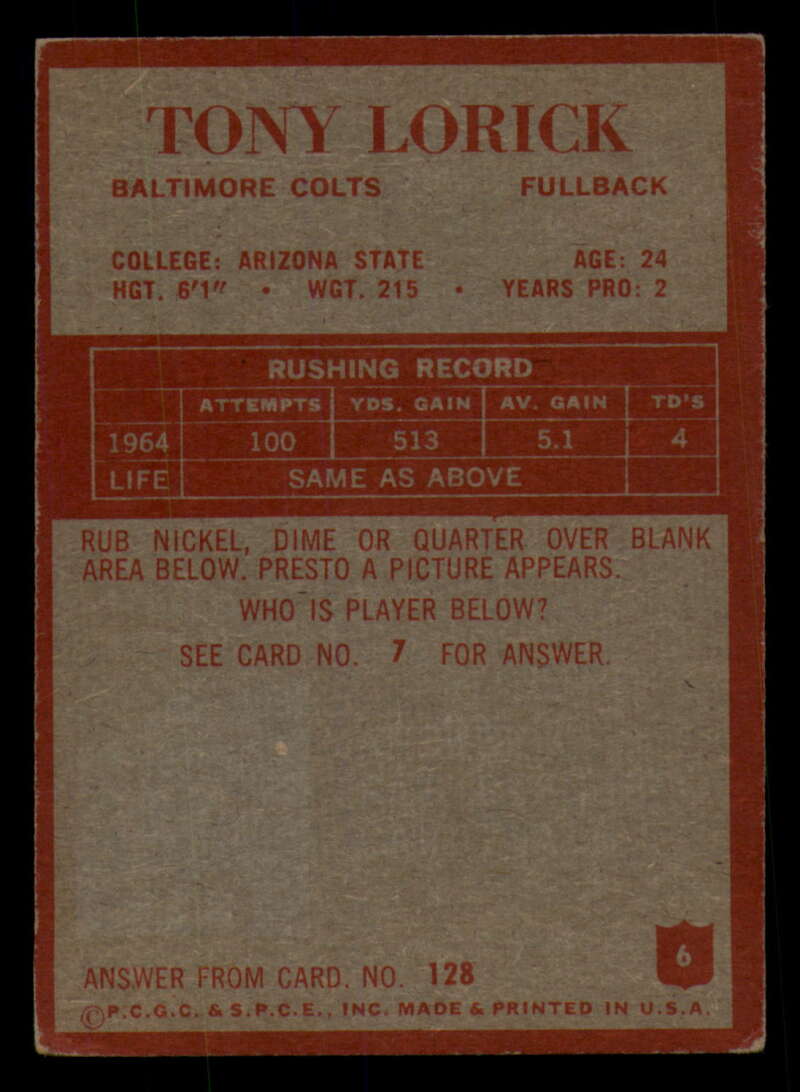 TONY LORICK
BALTIMORE COLTS FULLBACK
COLLEGE: ARIZONA STATE AGE: 24
HGT. 6'1" • WGT. 215 • YEARS PRO: 2
RUSHING RECORD
ATTEMPTS YDS. GAIN AV. GAIN TD'S
1964 100 513 5.1 4
LIFE SAME AS ABOVE
RUB NICKEL, DIME OR QUARTER OVER BLANK
AREA BELOW. PRESTO A PICTURE APPEARS.
WHO IS PLAYER BELOW?
SEE CARD NO. 7 FOR ANSWER.
6
ANSWER FROM CARD. NO. 128
©P.C.G.C. & S.P.C.E., INC. MADE & PRINTED IN U.S.A.